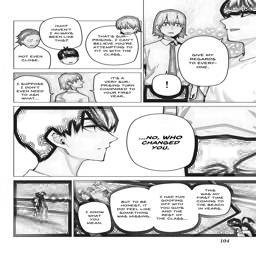 HUH?
HAVEN'T
I ALWAYS
BEEN LIKE
THIS?
NOT EVEN
CLOSE.
THAT'S SUR-
PRISING. I CAN'T
BELIEVE YOU'RE
ATTEMPTING
TO FIT IN WITH
THE CLASS.
GIVE MY
REGARDS
TO EVERY-
ONE.
I SUPPOSE
I DON'T
EVEN NEED
TO ASK
WHAT...
IT'S A
VERY SUR-
PRISING TURN
COMPARED TO
YOUR FIRST
YEAR.
!
...NO, WHO
CHANGED
YOU.
I KNOW
WHAT YOU
MEAN.
BUT TO BE
HONEST, IT
DID FEEL LIKE
SOMETHING
WAS MISSING.
I HAD FUN
GOOFING
OFF WITH
YOU GUYS
AND THE
REST OF
THE CLASS...
THIS WAS
MY FIRST
TIME COMING
TO THE BEACH
IN YEARS.
104